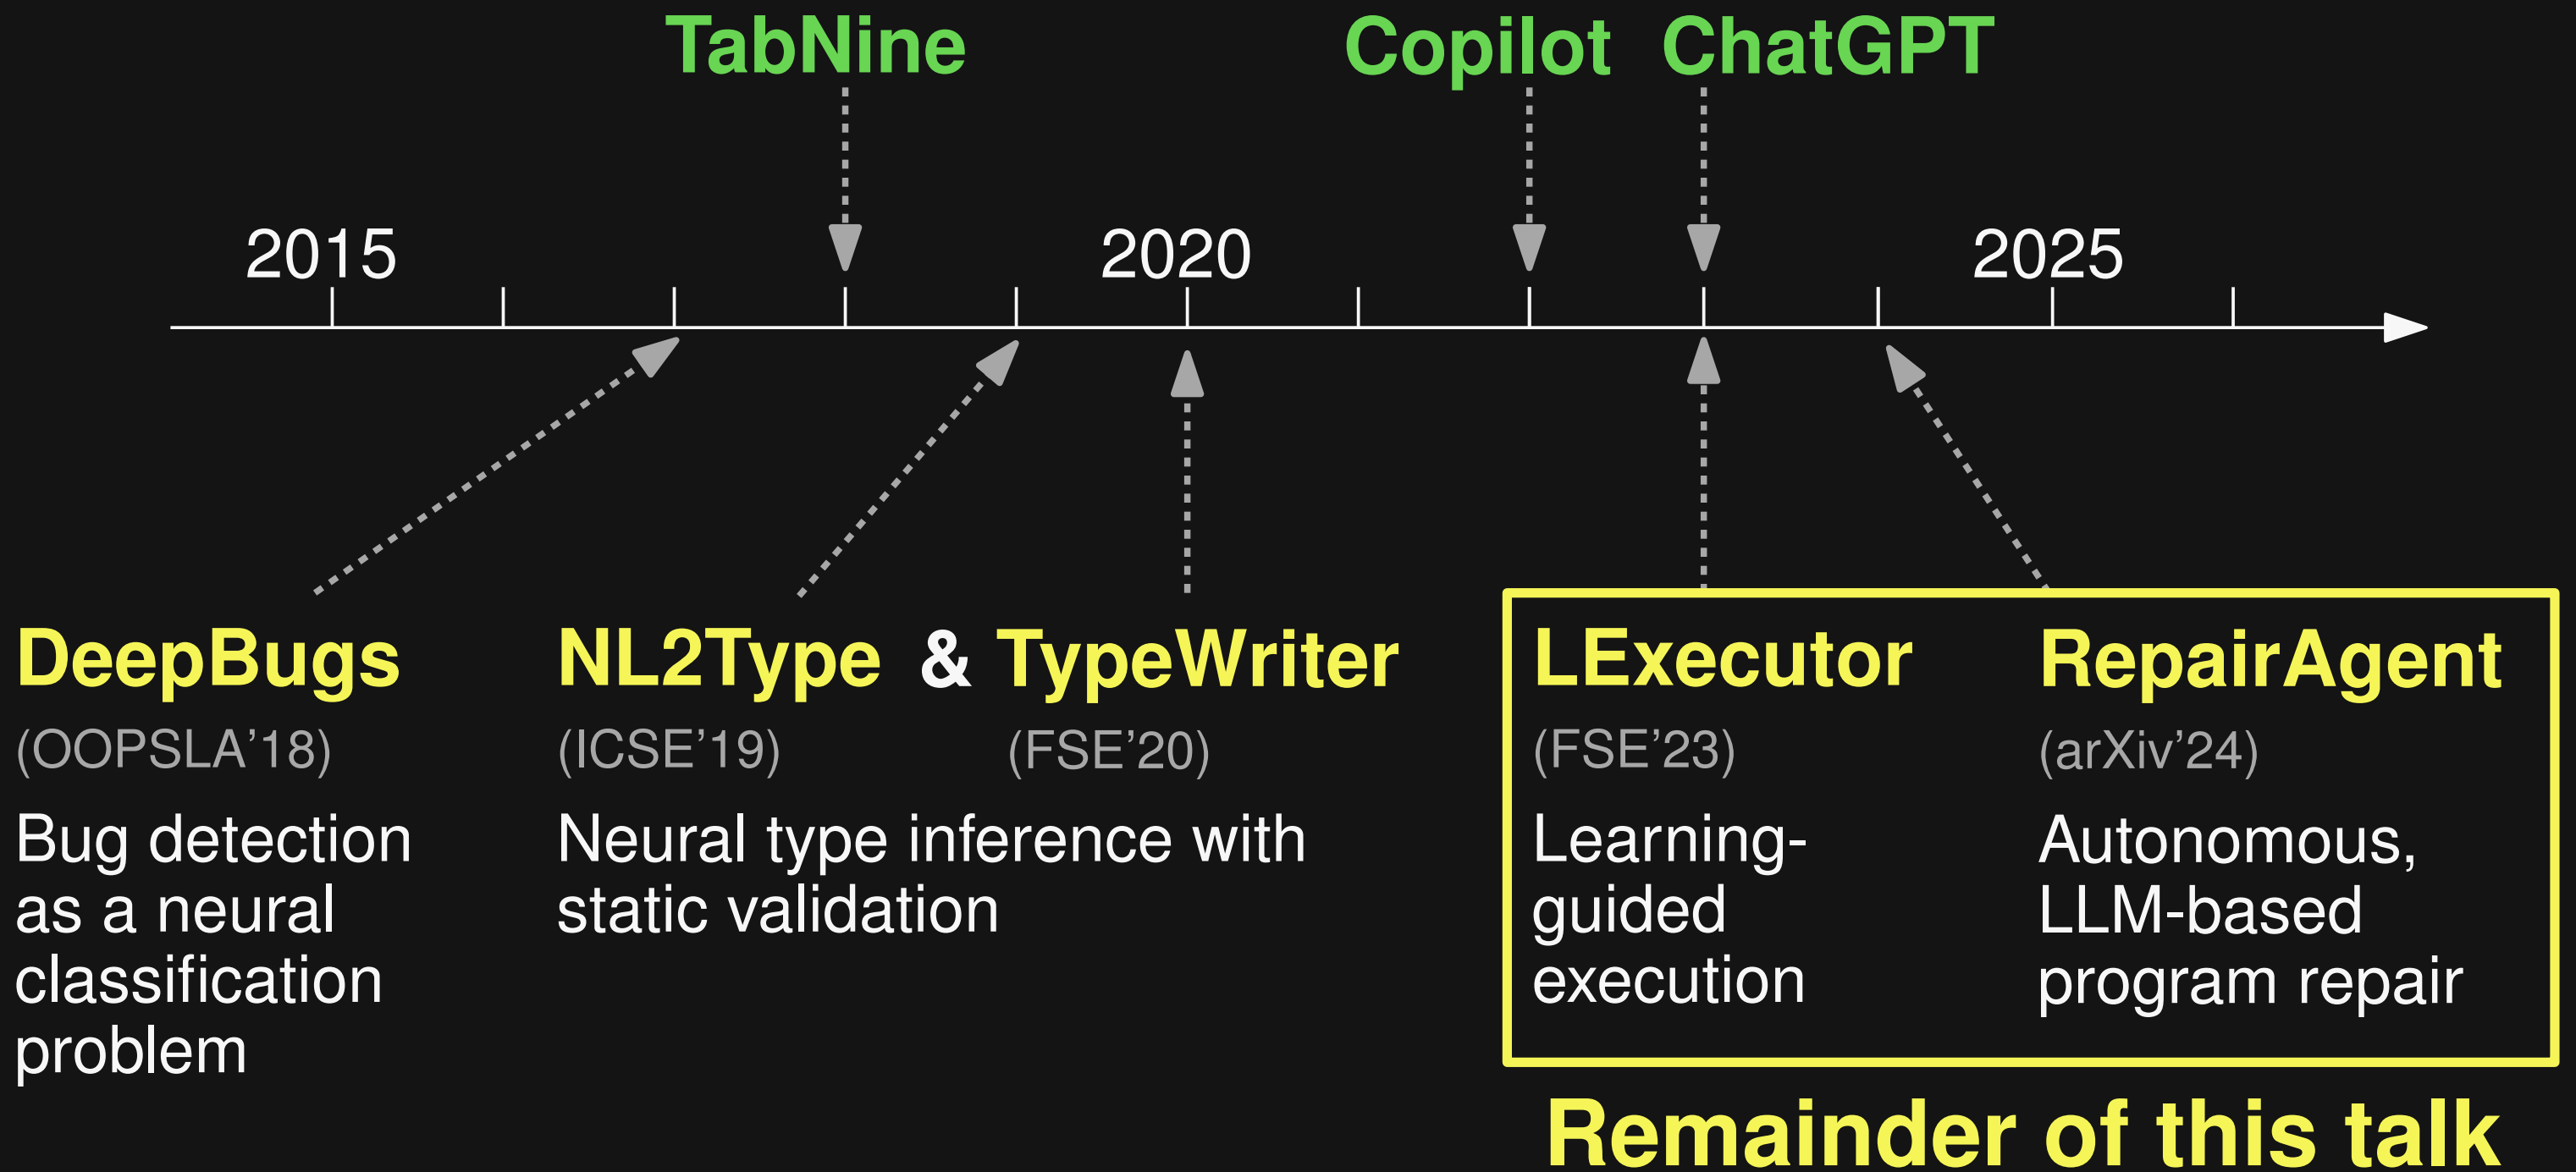 TabNine
Copilot
ChatGPT
2015
2020
2025
DeepBugs
(OOPSLA’18)
Bug detection
as a neural
classification
problem
NL2Type & TypeWriter
(ICSE’19)
(FSE’20)
Neural type inference with
static validation
LExecutor
(FSE’23)
Learning-
guided
execution
RepairAgent
(arXiv’24)
Autonomous,
LLM-based
program repair
Remainder of this talk